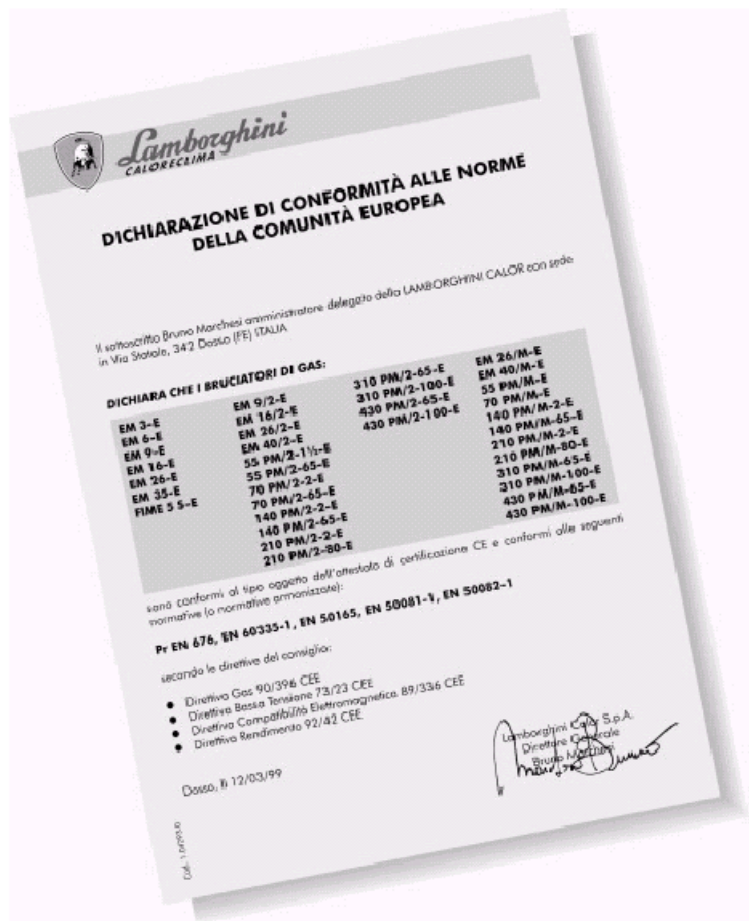 Lamborghini
CALORECLIMA
DICHIARAZIONE DI CONFORMITÀ ALLE NORME
DELLA COMUNITÀ EUROPEA
Il sottoscritto Bruno Marchesi amministratore delegato della LAMBORGHINI CALOR con sede
in Via Statale, 342 Dosso (FE) ITALIA
DICHIARA CHE I BRUCIATORI DI GAS:
EM 3-E
EM 6-E
EM 9-E
EM 16-E
EM 26-E
EM 35-E
FIME 5 S-E
EM 9/2-E
EM 16/2-E
EM 26/2-E
EM 40/2-E
55 PM/2-1½-E
55 PM/2-65-E
70 PM/2-2-E
70 PM/2-65-E
140 PM/2-2-E
140 PM/2-65-E
210 PM/2-2-E
210 PM/2-80-E
310 PM/2-65-E
310 PM/2-100-E
430 PM/2-65-E
430 PM/2-100-E
EM 26/M-E
EM 40/M-E
55 PM/M-E
70 PM/M-E
140 PM/M-2-E
140 PM/M-65-E
210 PM/M-2-E
210 PM/M-80-E
310 PM/M-65-E
310 PM/M-100-E
430 PM/M-65-E
430 PM/M-100-E
sono conformi al tipo oggetto dell'attestato di certificazione CE e conformi alle seguenti
normative (o normative armonizzate):
Pr EN 676, EN 60335-1, EN 50165, EN 50081-1, EN 50082-1
secondo le direttive del consiglio:
• Direttiva Gas 90/396 CEE
• Direttiva Bassa Tensione 73/23 CEE
• Direttiva Compatibilità Elettromagnetica 89/336 CEE
• Direttiva Rendimento 92/42 CEE
Lamborghini Calor S.p.A.
Direttore Generale
Bruno Marchesi
Dosso, li 12/03/99